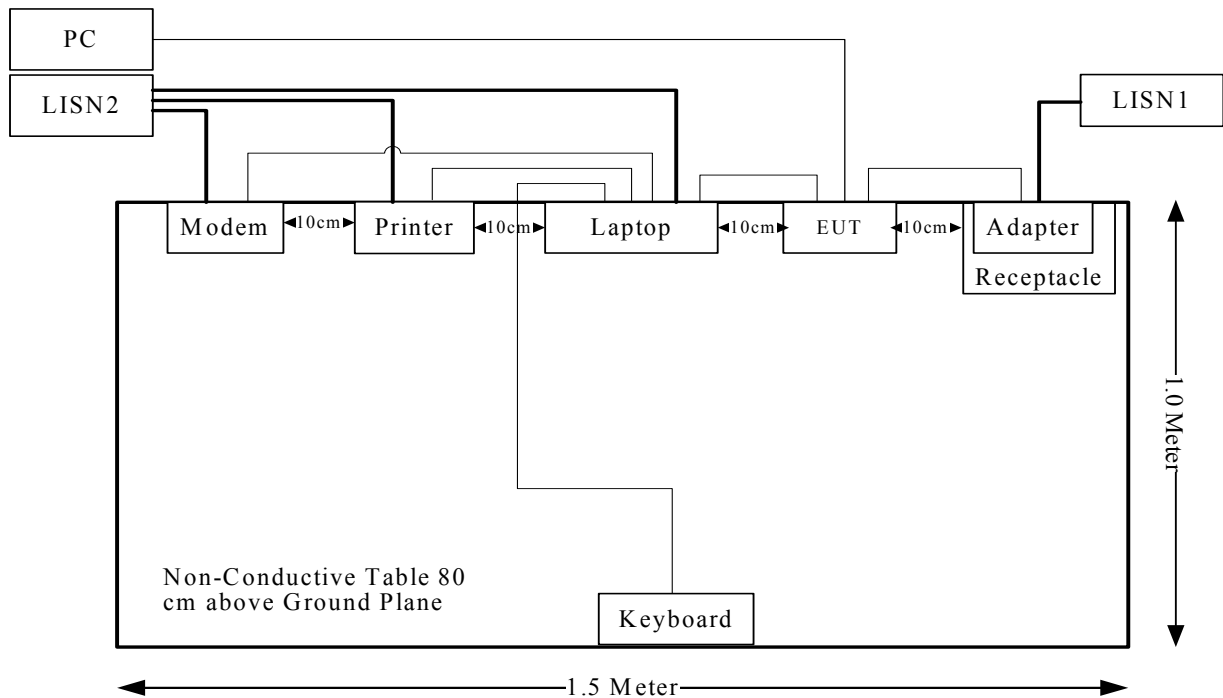 PC
LISN2
LISN1
Modem
10cm
Printer
10cm
Laptop
10cm
EUT
10cm
Adapter
Receptacle
1.0 Meter
Non-Conductive Table 80
cm above Ground Plane
Keyboard
1.5 Meter